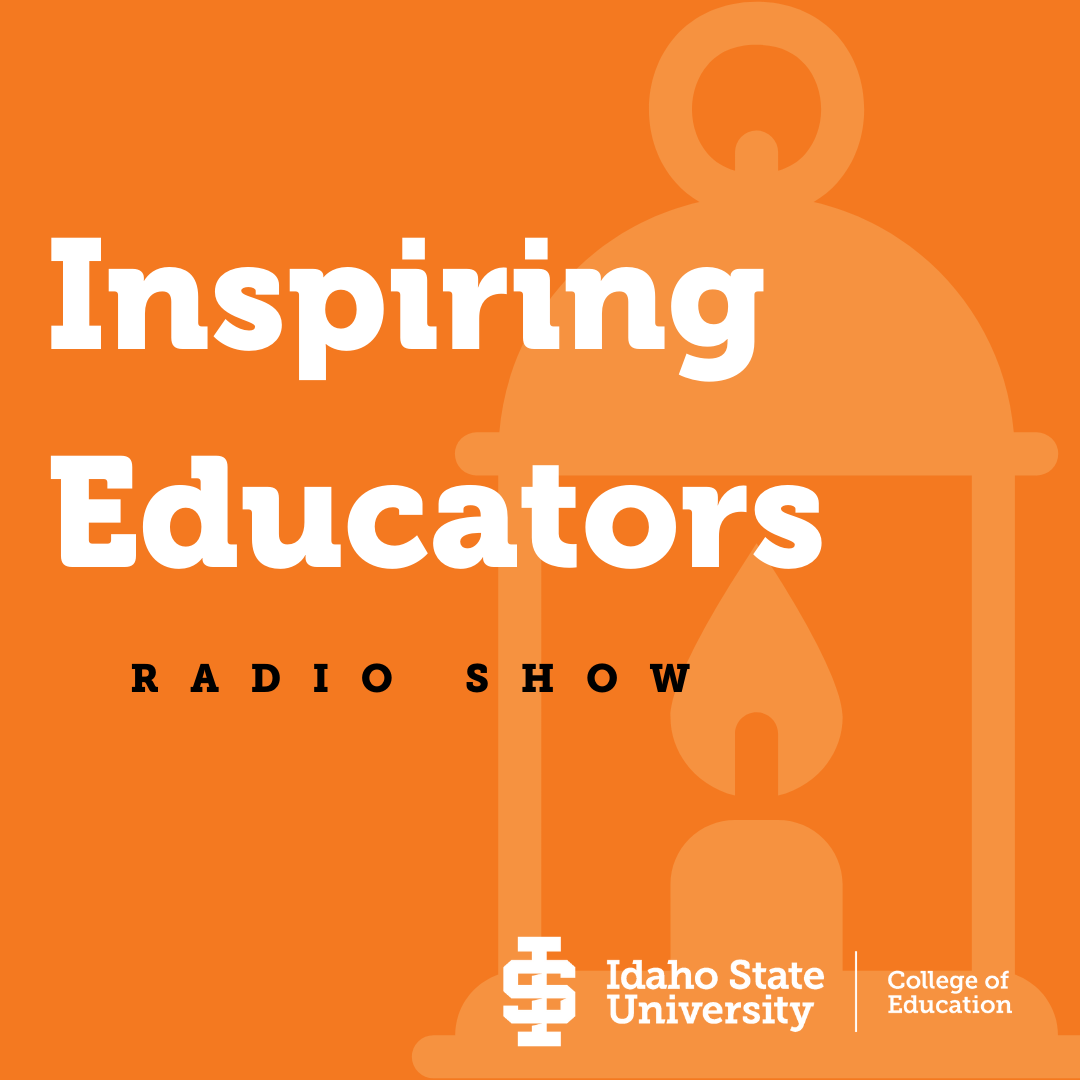 Inspiring
Educators
RADIO SHOW
Idaho State
University
College of
Education